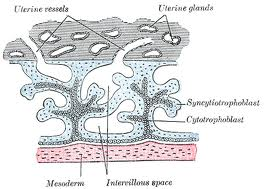 Uterine vessels
Uterine glands
Syncytiotrophoblast
Cytotrophoblast
Mesoderm
Intervillous space